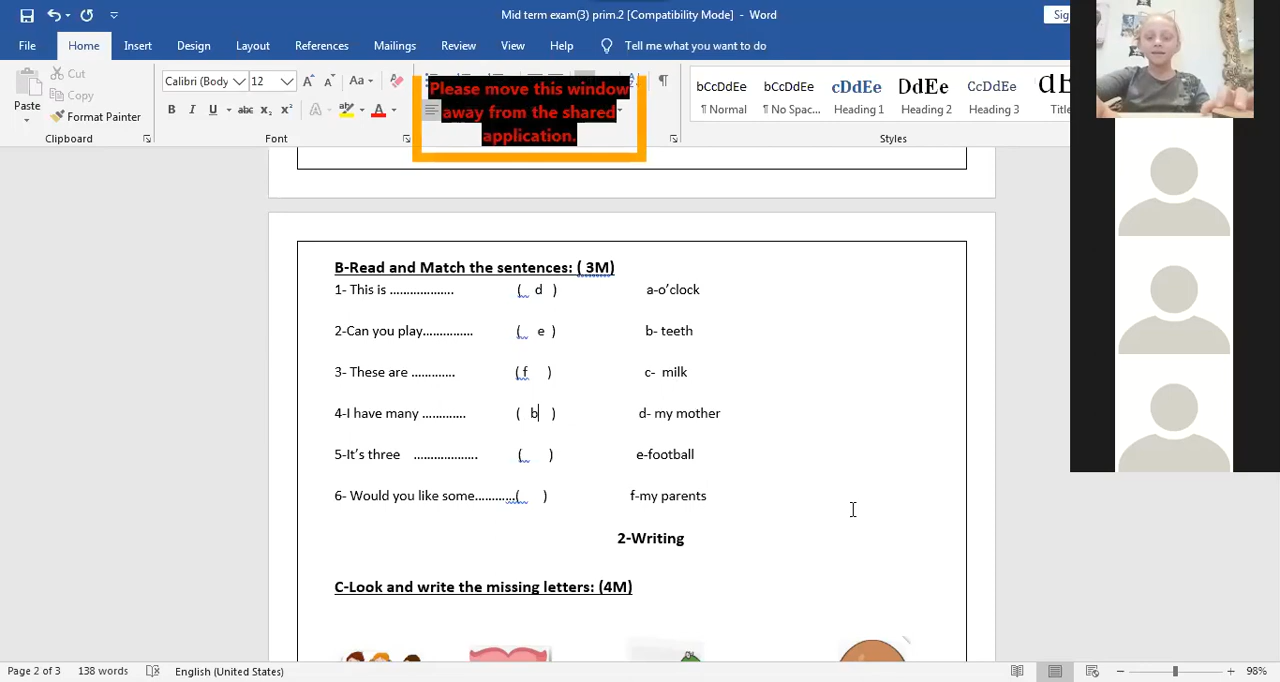 Mid term exam(3) prim.2 [Compatibility Mode] - Word
Sig
File Home Insert Design Layout References Mailings Review View Help Tell me what you want to do
Cut
Copy
Paste
Format Painter
Clipboard
Calibri (Body 12
Aa
B I U abc x₂ x² A A
Font
Please move this window
away from the shared
application.
bCcDdEe bCcDdEe cDdEe DdEe CcDdEe dE
¶ Normal ¶ No Spac... Heading 1 Heading 2 Heading 3 Title
Styles
B-Read and Match the sentences: ( 3M)
1- This is ………………. ( d ) a-o’clock
2-Can you play…………… ( e ) b- teeth
3- These are ………… ( f ) c- milk
4-I have many …………. ( b ) d- my mother
5-It’s three ………………. ( ) e-football
6- Would you like some…………( ) f-my parents
2-Writing
C-Look and write the missing letters: (4M)
Page 2 of 3 138 words English (United States) 98%